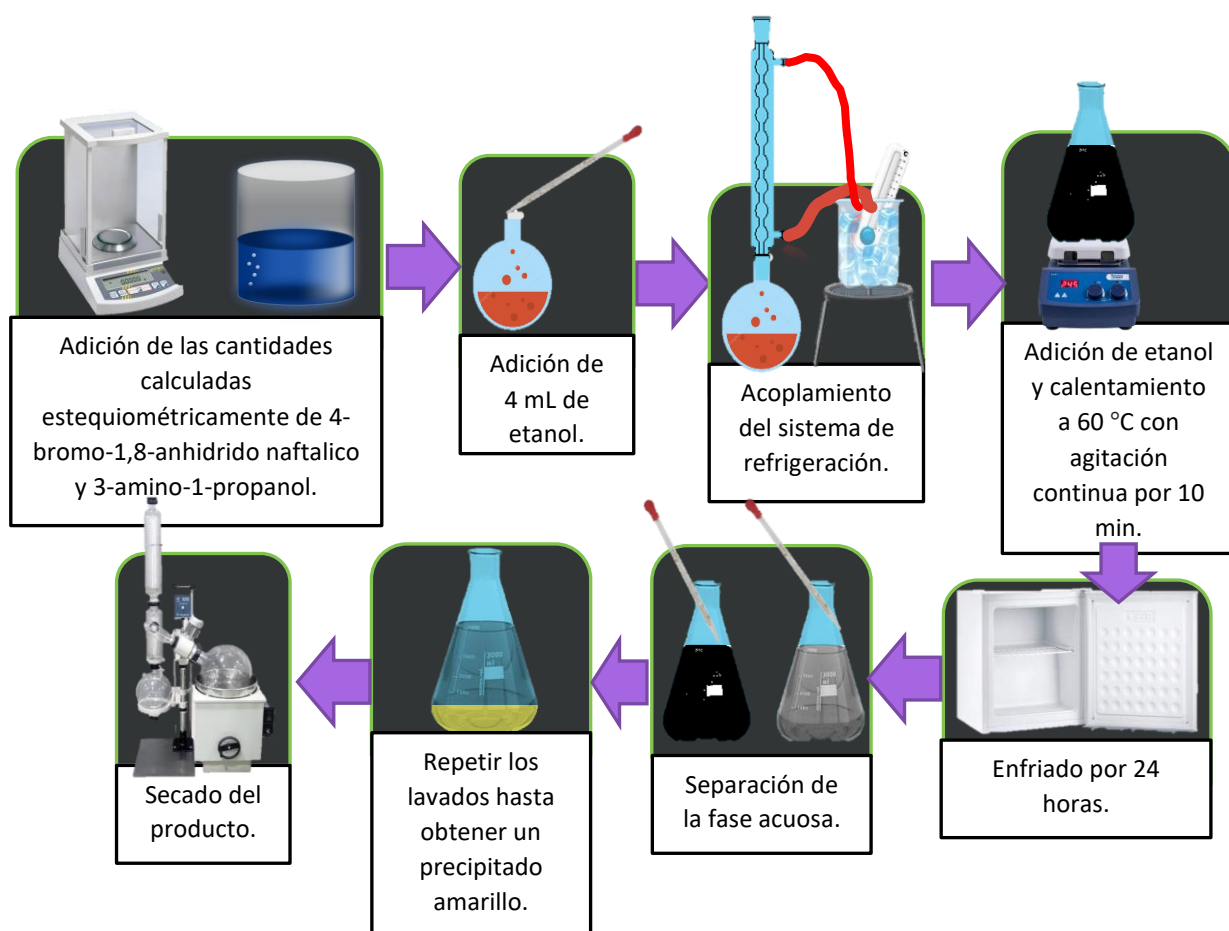 Adición de las cantidades
calculadas
estequiométricamente de 4-
bromo-1,8-anhidrido naftalico
y 3-amino-1-propanol.
Adición de
4 mL de
etanol.
Acoplamiento
del sistema de
refrigeración.
Adición de etanol
y calentamiento
a 60 °C con
agitación
continua por 10
min.
Enfriado por 24
horas.
Separación de
la fase acuosa.
Repetir los
lavados hasta
obtener un
precipitado
amarillo.
Secado del
producto.